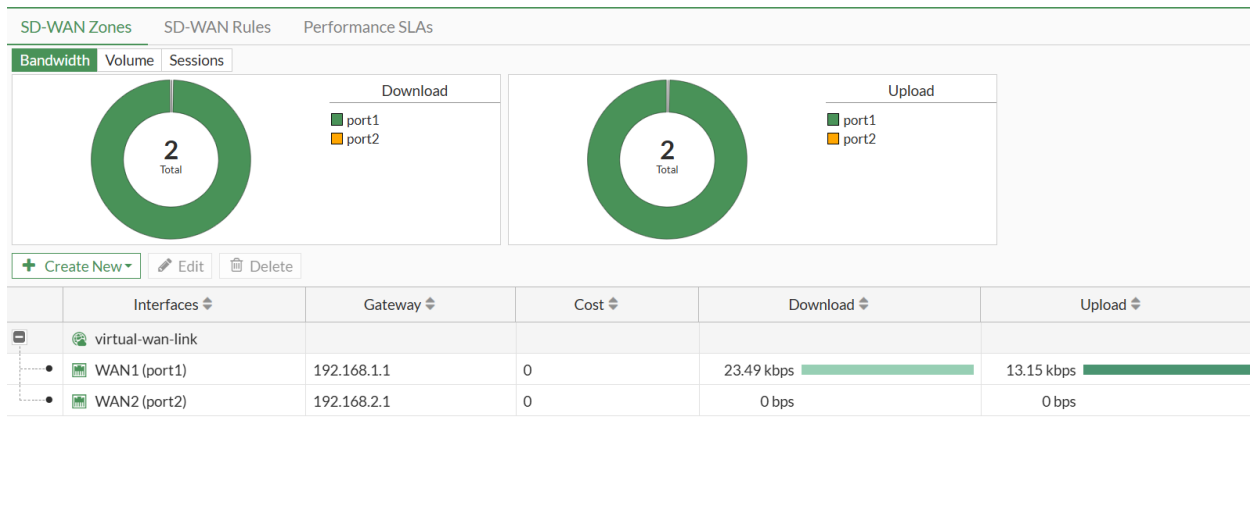 SD-WAN Zones SD-WAN Rules Performance SLAs
Bandwidth Volume Sessions
Download
port1
port2
2
Total
Upload
port1
port2
2
Total
Create New Edit Delete
Interfaces Gateway Cost Download Upload
virtual-wan-link
WAN1 (port1) 192.168.1.1 0 23.49 kbps 13.15 kbps
WAN2 (port2) 192.168.2.1 0 0 bps 0 bps